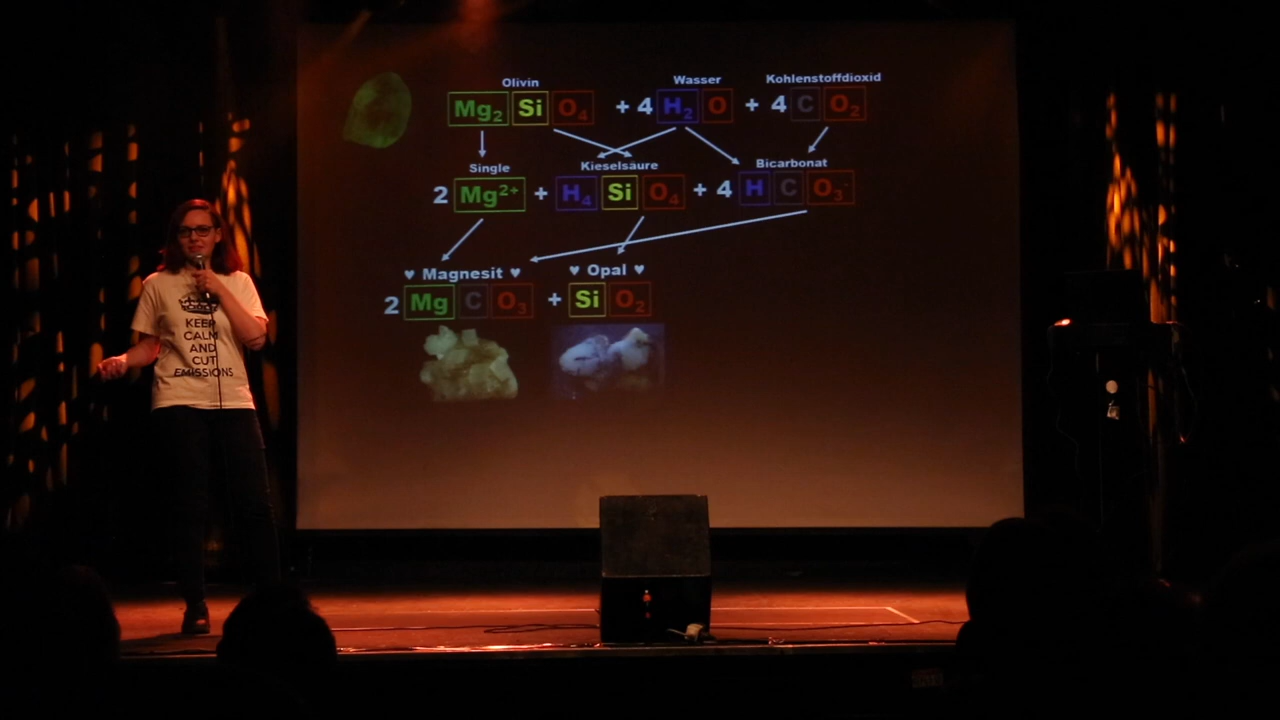 Olivin Wasser Kohlenstoffdioxid
Mg₂ Si O₄ + 4 H₂ O + 4 C O₂
Single Kieselsäure Bicarbonat
2 Mg²⁺ + H₄ Si O₄ + 4 H C O₃⁻
♥ Magnesit ♥ ♥ Opal ♥
2 Mg C O₃ + Si O₂
KEEP
CALM
AND
CUT
EMISSIONS